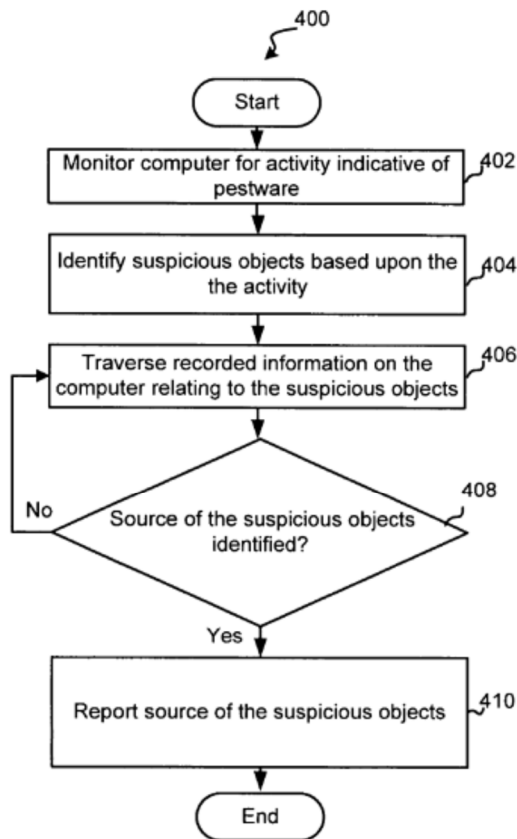 400
Start
Monitor computer for activity indicative of
pestware
402
Identify suspicious objects based upon the
the activity
404
Traverse recorded information on the
computer relating to the suspicious objects
406
Source of the suspicious objects
identified?
408
No
Yes
Report source of the suspicious objects
410
End